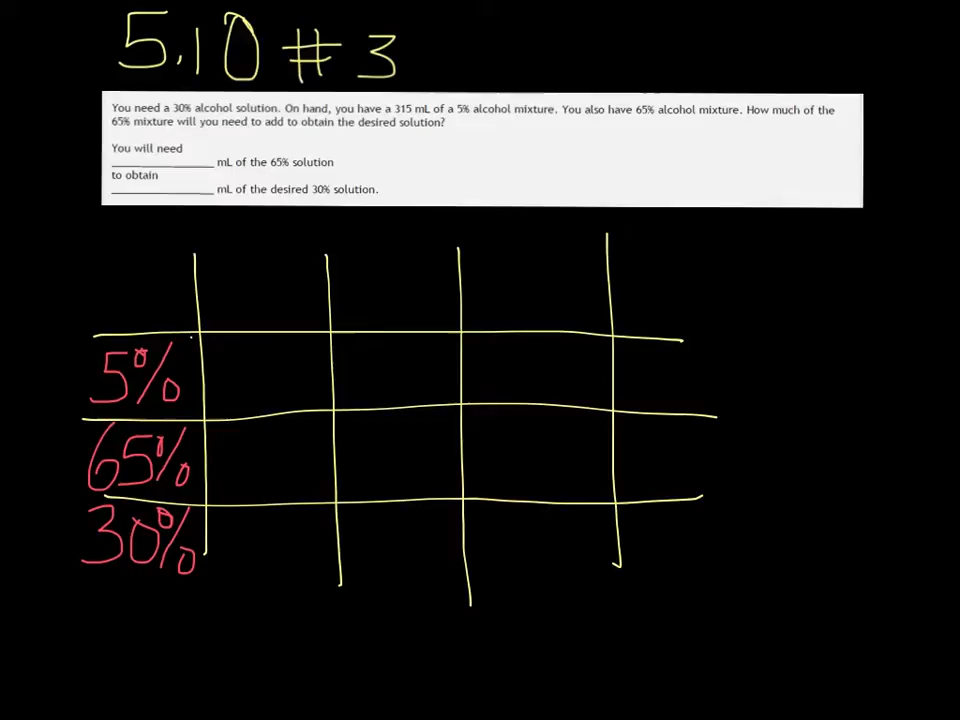 5.10 #3
You need a 30% alcohol solution. On hand, you have a 315 mL of a 5% alcohol mixture. You also have 65% alcohol mixture. How much of the
65% mixture will you need to add to obtain the desired solution?
You will need
____________ mL of the 65% solution
to obtain
____________ mL of the desired 30% solution.
5%
65%
30%